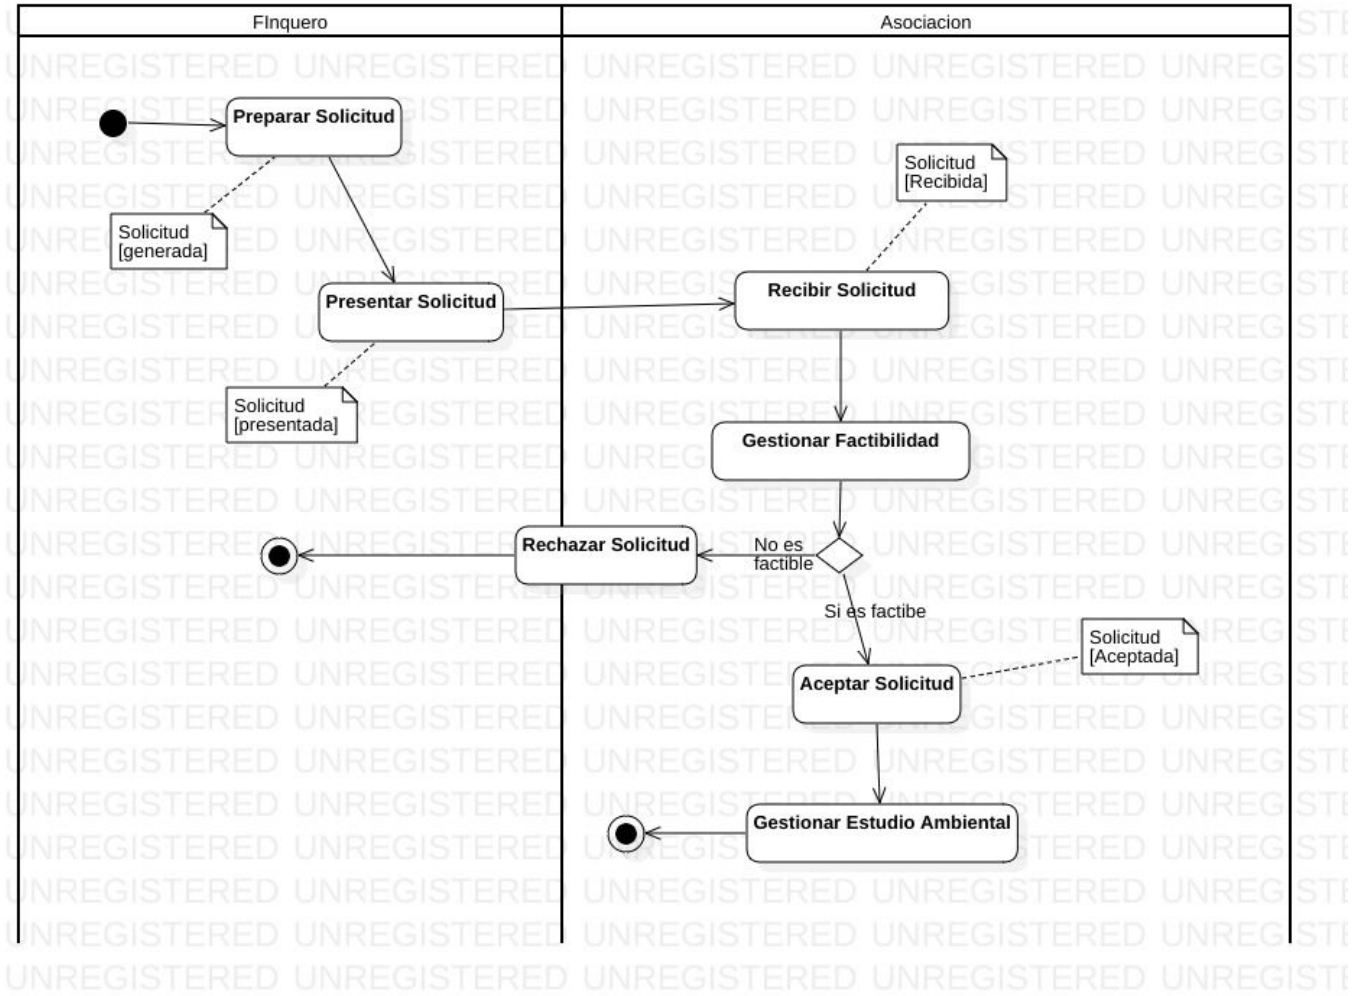 FInquero
Asociacion
Preparar Solicitud
Solicitud
[Recibida]
Solicitud
[generada]
Presentar Solicitud
Recibir Solicitud
Solicitud
[presentada]
Gestionar Factibilidad
Rechazar Solicitud
No es
factible
Si es factibe
Solicitud
[Aceptada]
Aceptar Solicitud
Gestionar Estudio Ambiental
UNREGISTERED